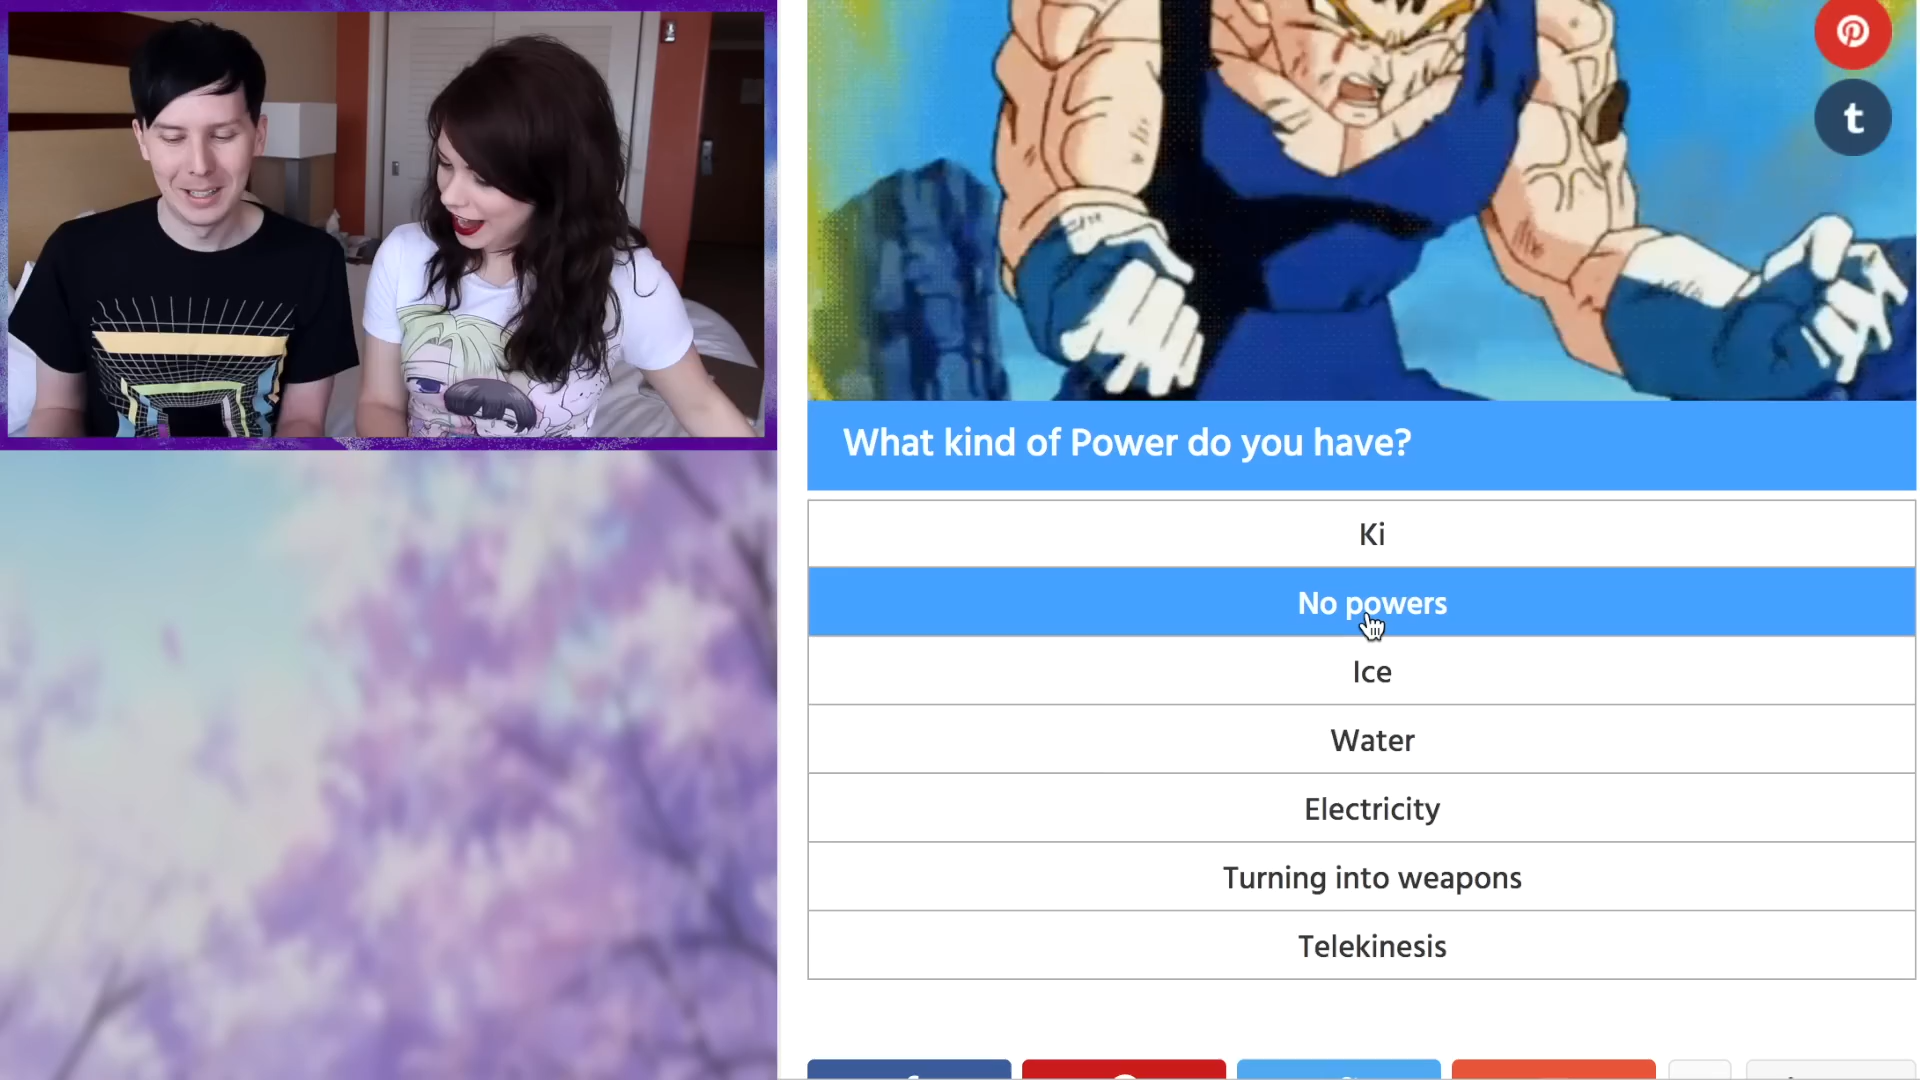 t
What kind of Power do you have?
Ki
No powers
Ice
Water
Electricity
Turning into weapons
Telekinesis